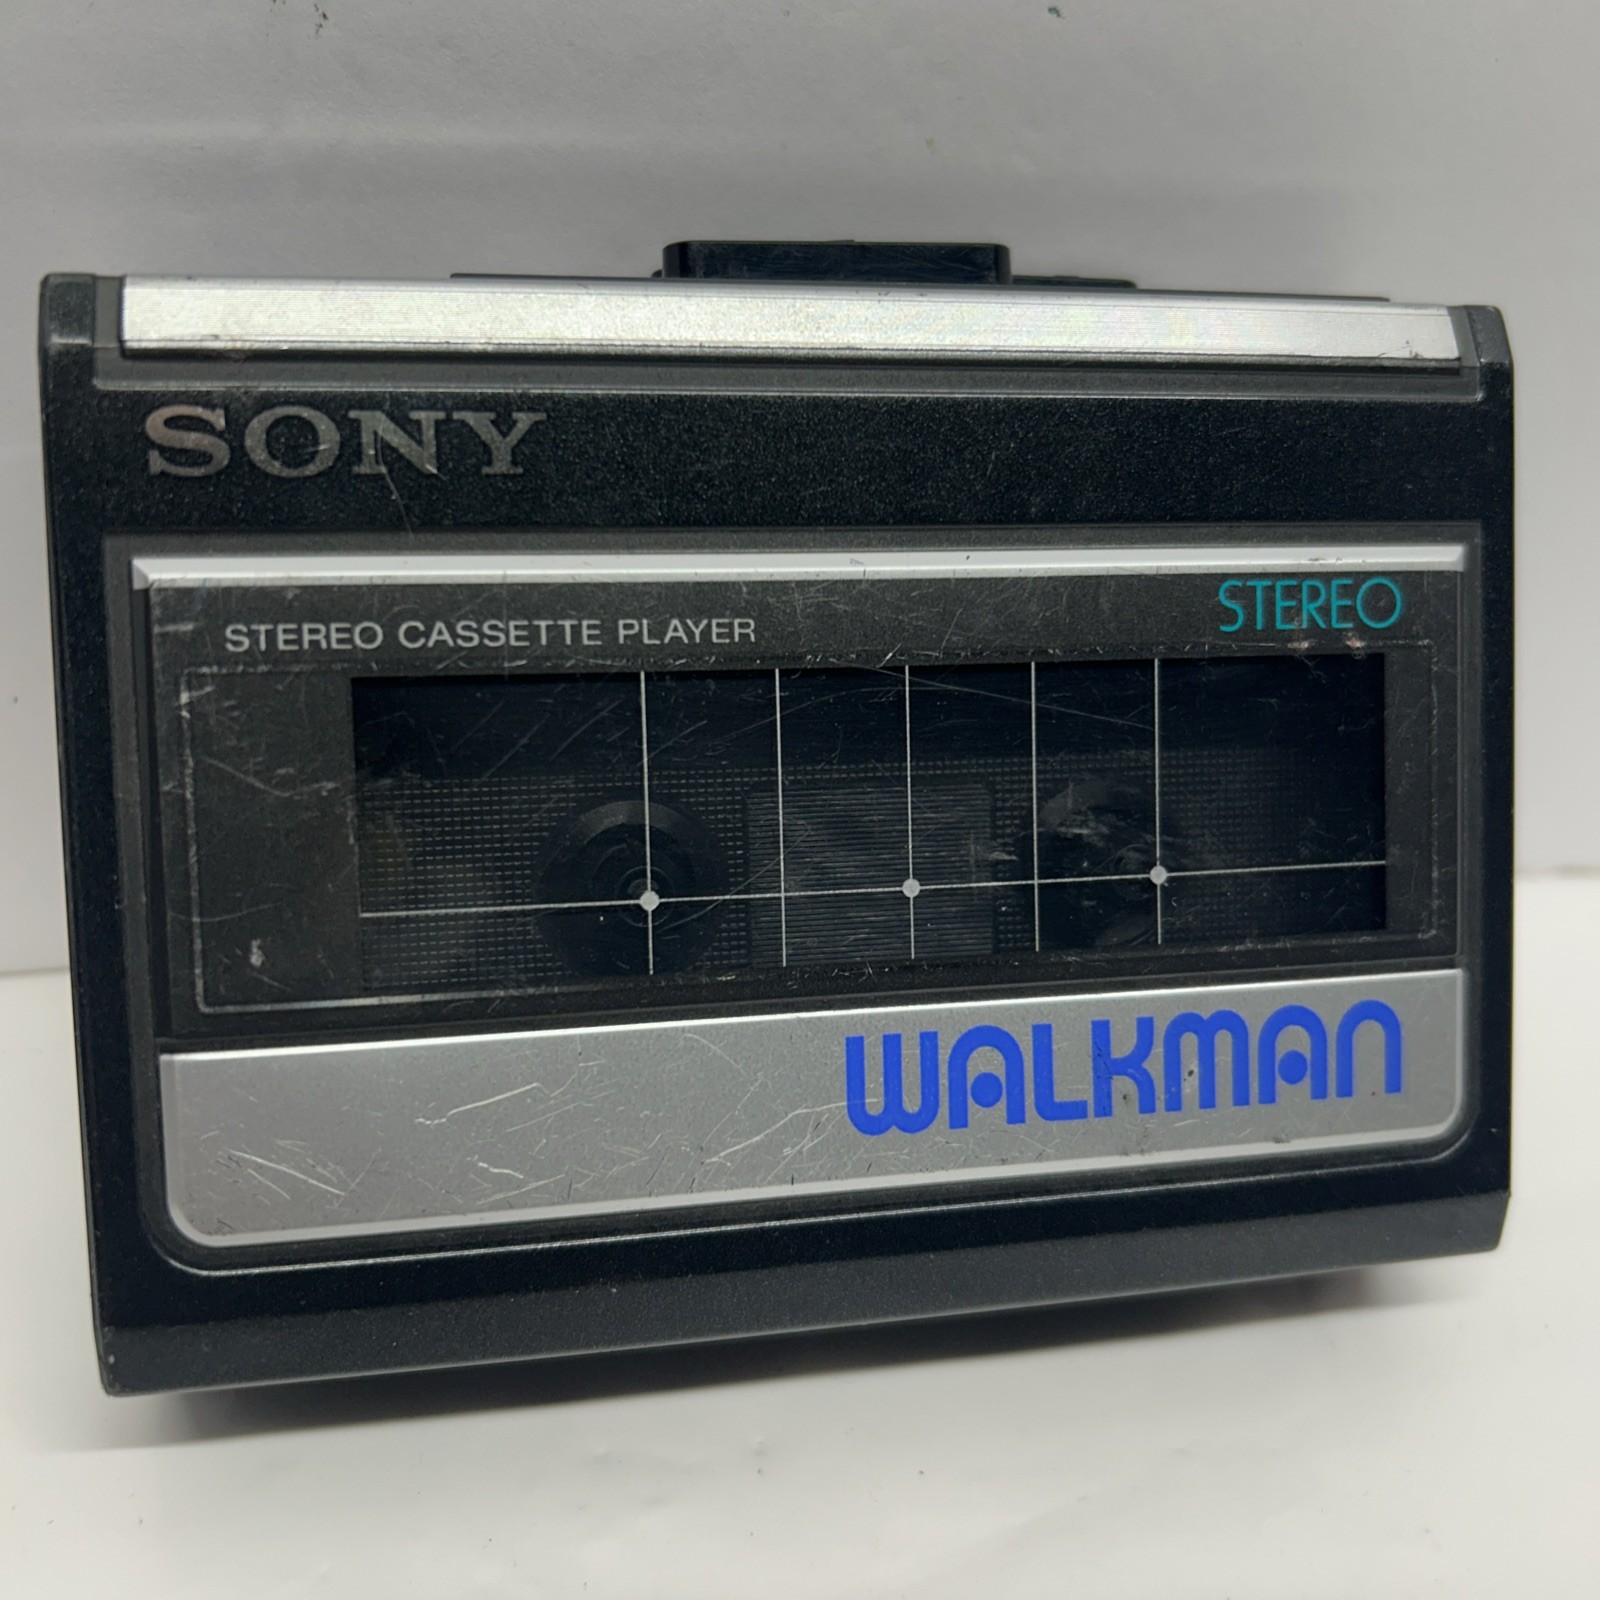 SONY
STEREO
STEREO CASSETTE PLAYER
WALKMAN